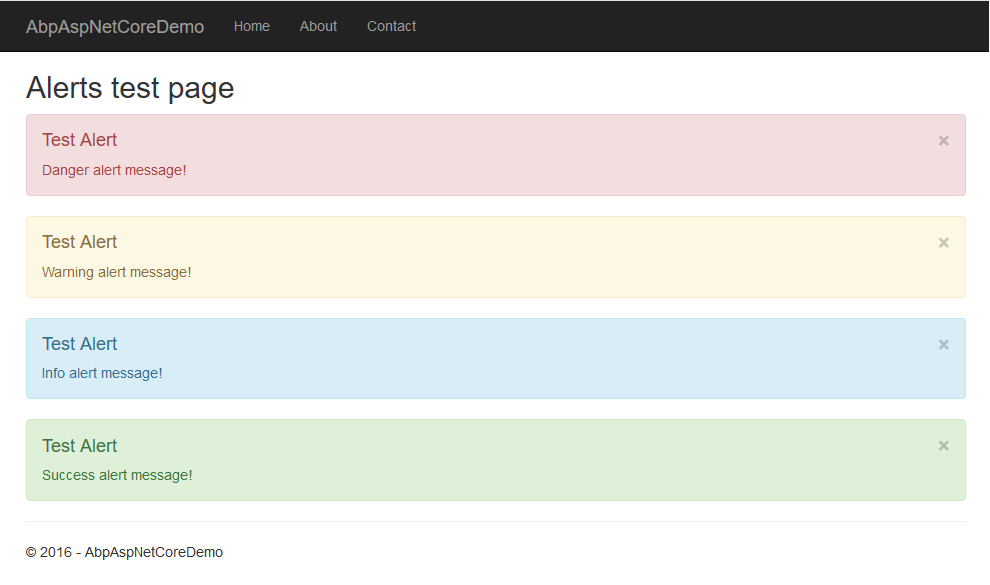 AbpAspNetCoreDemo Home About Contact
Alerts test page
Test Alert ×
Danger alert message!
Test Alert ×
Warning alert message!
Test Alert ×
Info alert message!
Test Alert ×
Success alert message!
© 2016 - AbpAspNetCoreDemo